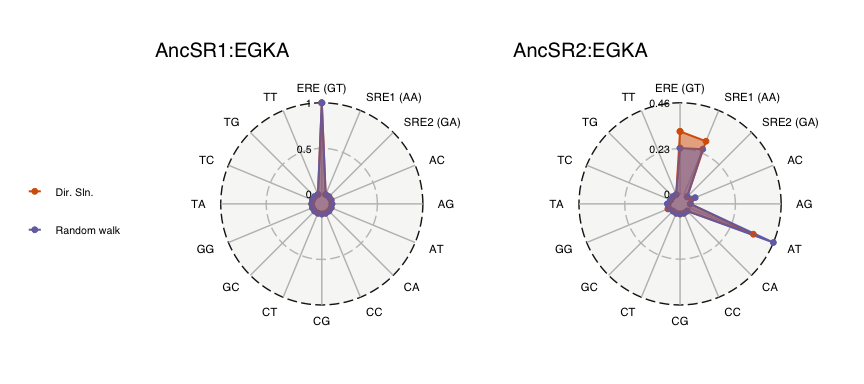 AncSR1:EGKA
AncSR2:EGKA
Dir. Sln.
Random walk
ERE (GT)
SRE1 (AA)
SRE2 (GA)
AC
AG
AT
CA
CC
CG
CT
GC
GG
TA
TC
TG
TT
1
0.5
0
ERE (GT)
SRE1 (AA)
SRE2 (GA)
AC
AG
AT
CA
CC
CG
CT
GC
GG
TA
TC
TG
TT
0.46
0.23
0